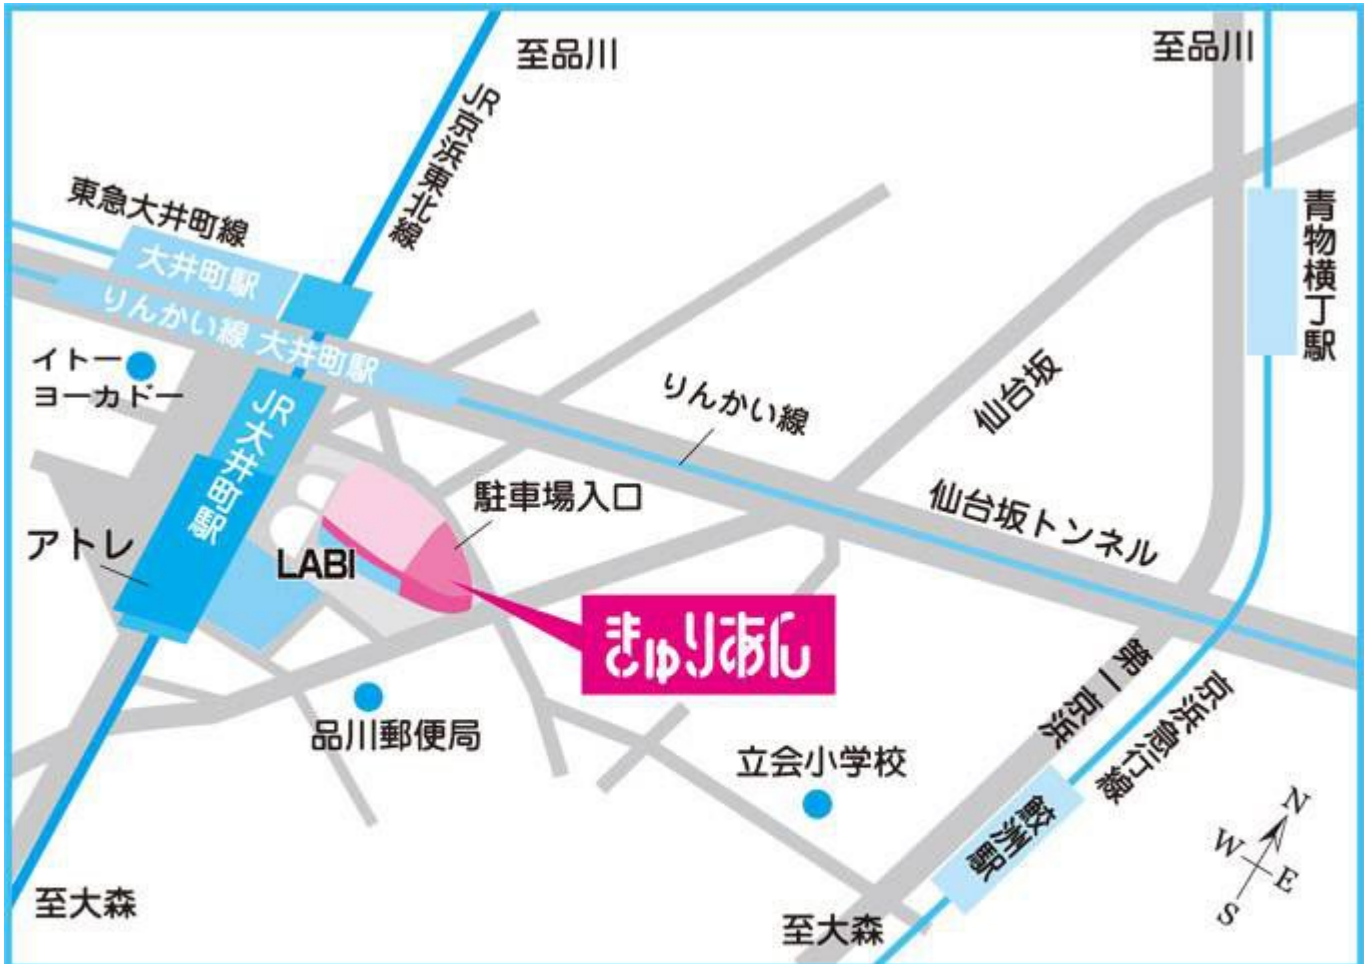 至品川
至品川
JR京浜東北線
東急大井町線
大井町駅
りんかい線 大井町駅
青物横丁駅
イトー
ヨーカドー
JR大井町駅
りんかい線
仙台坂
駐車場入口
仙台坂トンネル
アトレ
LABI
きゅりあん
第一京浜
京浜急行線
品川郵便局
立会小学校
鮫洲駅
N
W
E
S
至大森
至大森